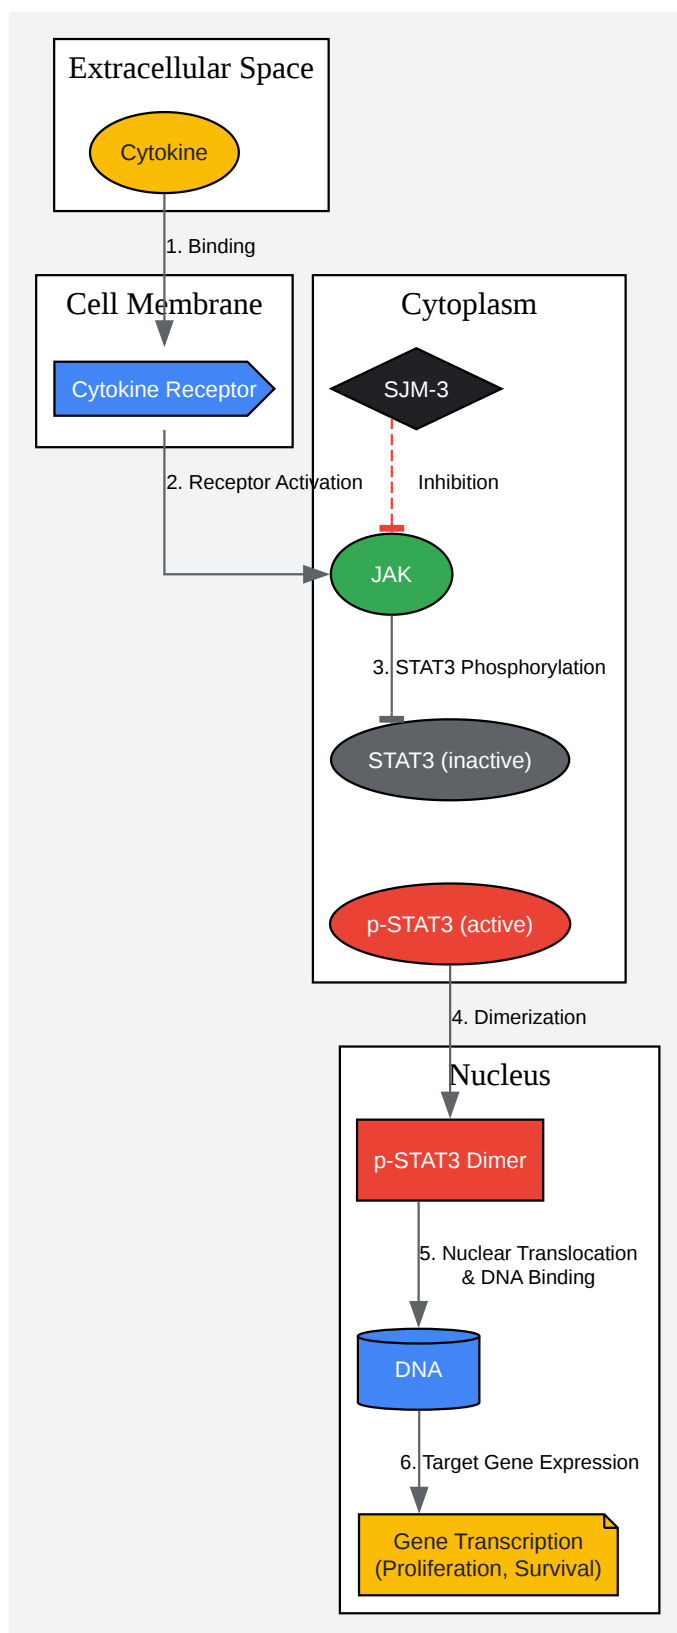 Extracellular Space
Cytokine
1. Binding
Cell Membrane
Cytokine Receptor
Cytoplasm
SJM-3
2. Receptor Activation
Inhibition
JAK
3. STAT3 Phosphorylation
STAT3 (inactive)
p-STAT3 (active)
4. Dimerization
Nucleus
p-STAT3 Dimer
5. Nuclear Translocation
& DNA Binding
DNA
6. Target Gene Expression
Gene Transcription
(Proliferation, Survival)